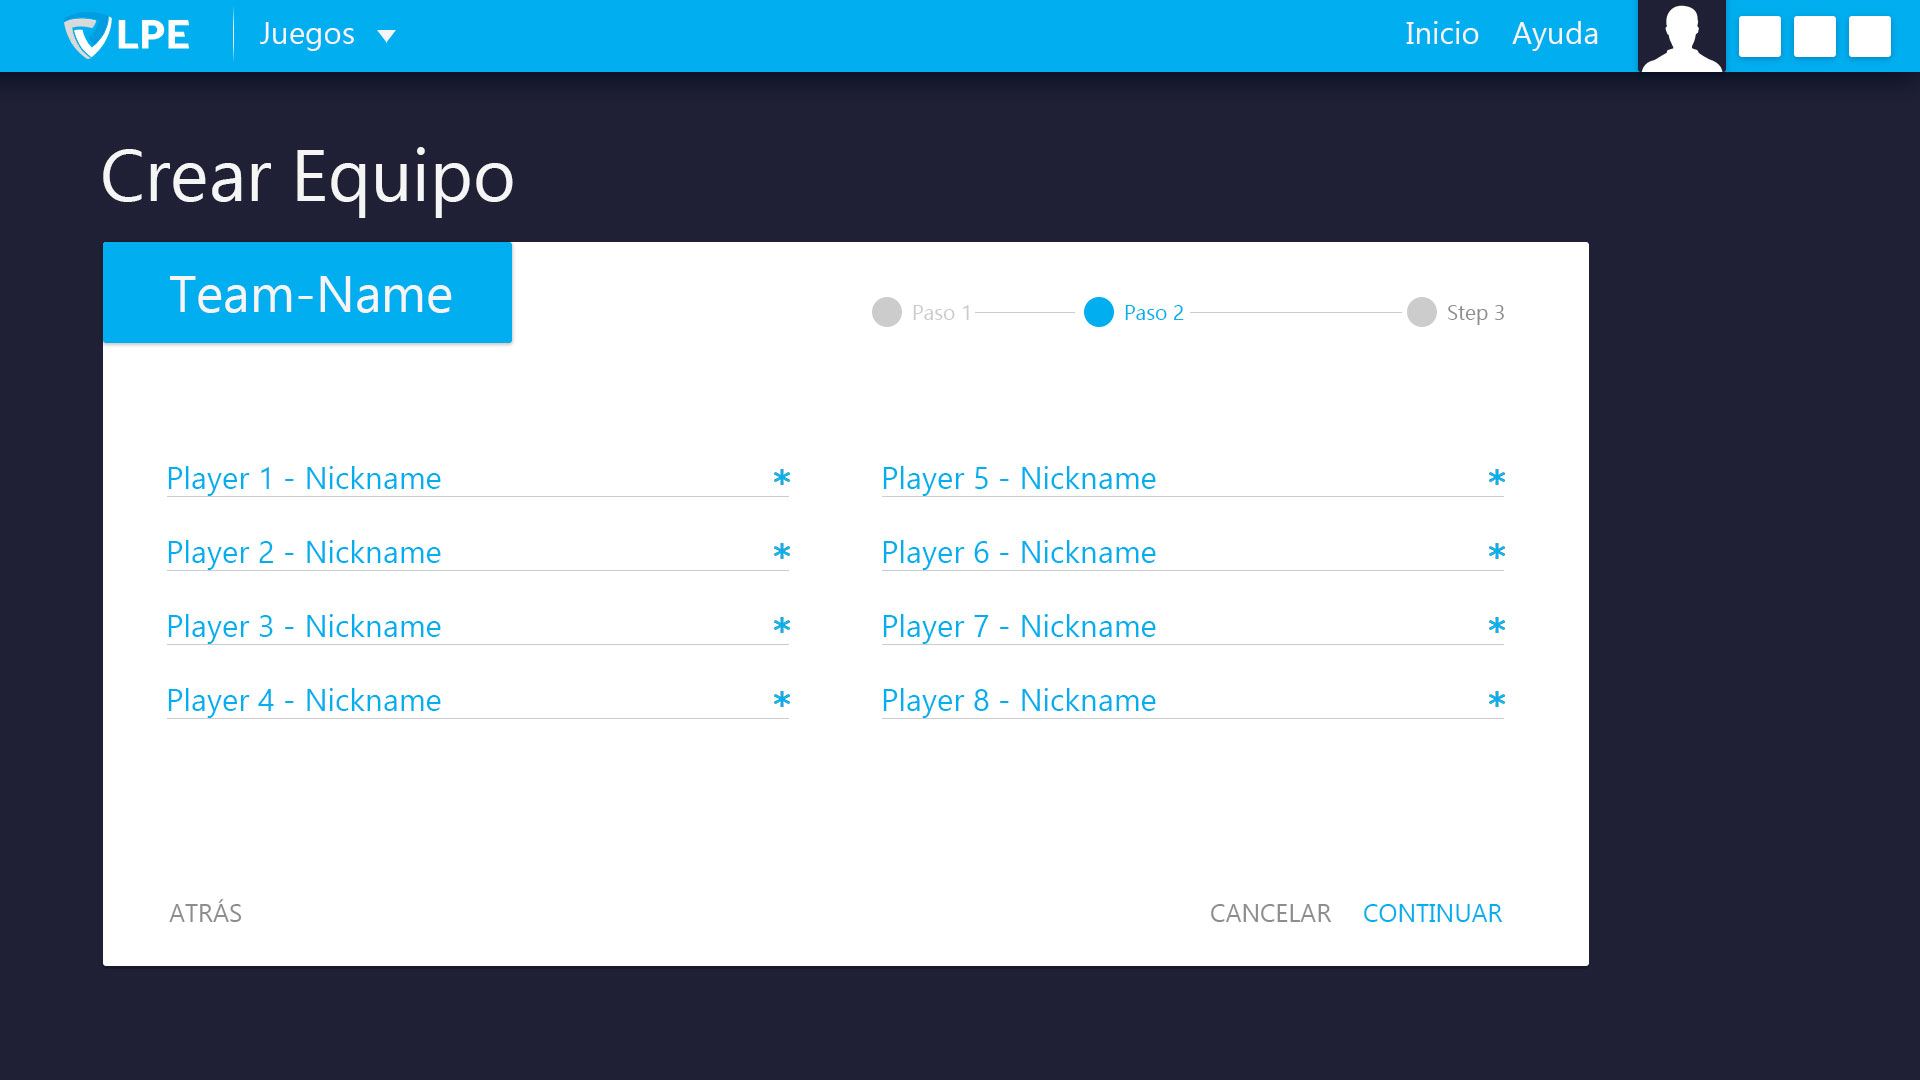 LPE Juegos Inicio Ayuda
Crear Equipo
Team-Name
Paso 1 Paso 2 Step 3
Player 1 - Nickname * Player 5 - Nickname *
Player 2 - Nickname * Player 6 - Nickname *
Player 3 - Nickname * Player 7 - Nickname *
Player 4 - Nickname * Player 8 - Nickname *
ATRÁS CANCELAR CONTINUAR